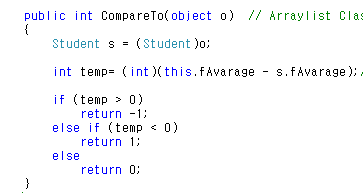 public int CompareTo(object o)  // Arraylist Clas
{
Student s = (Student)o;
int temp= (int)(this.fAvarage - s.fAvarage);/
if (temp > 0)
return -1;
else if (temp < 0)
return 1;
else
return 0;
}